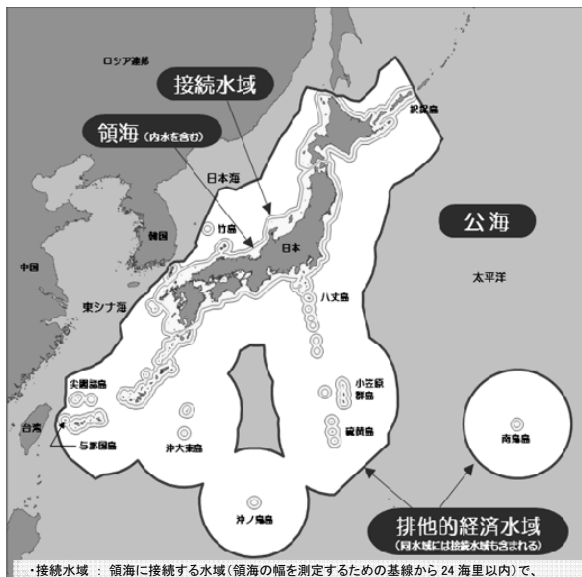 ロシア連邦
接続水域
択捉島
領海(内水を含む)
日本海
竹島
公海
韓国
日本
中国
太平洋
東シナ海
八丈島
尖閣諸島
小笠原
群島
台湾
硫黄島
与那国島
沖大東島
南鳥島
沖ノ鳥島
排他的経済水域
(同水域には接続水域も含まれる)
・接続水域 : 領海に接続する水域(領海の幅を測定するための基線から 24 海里以内)で、